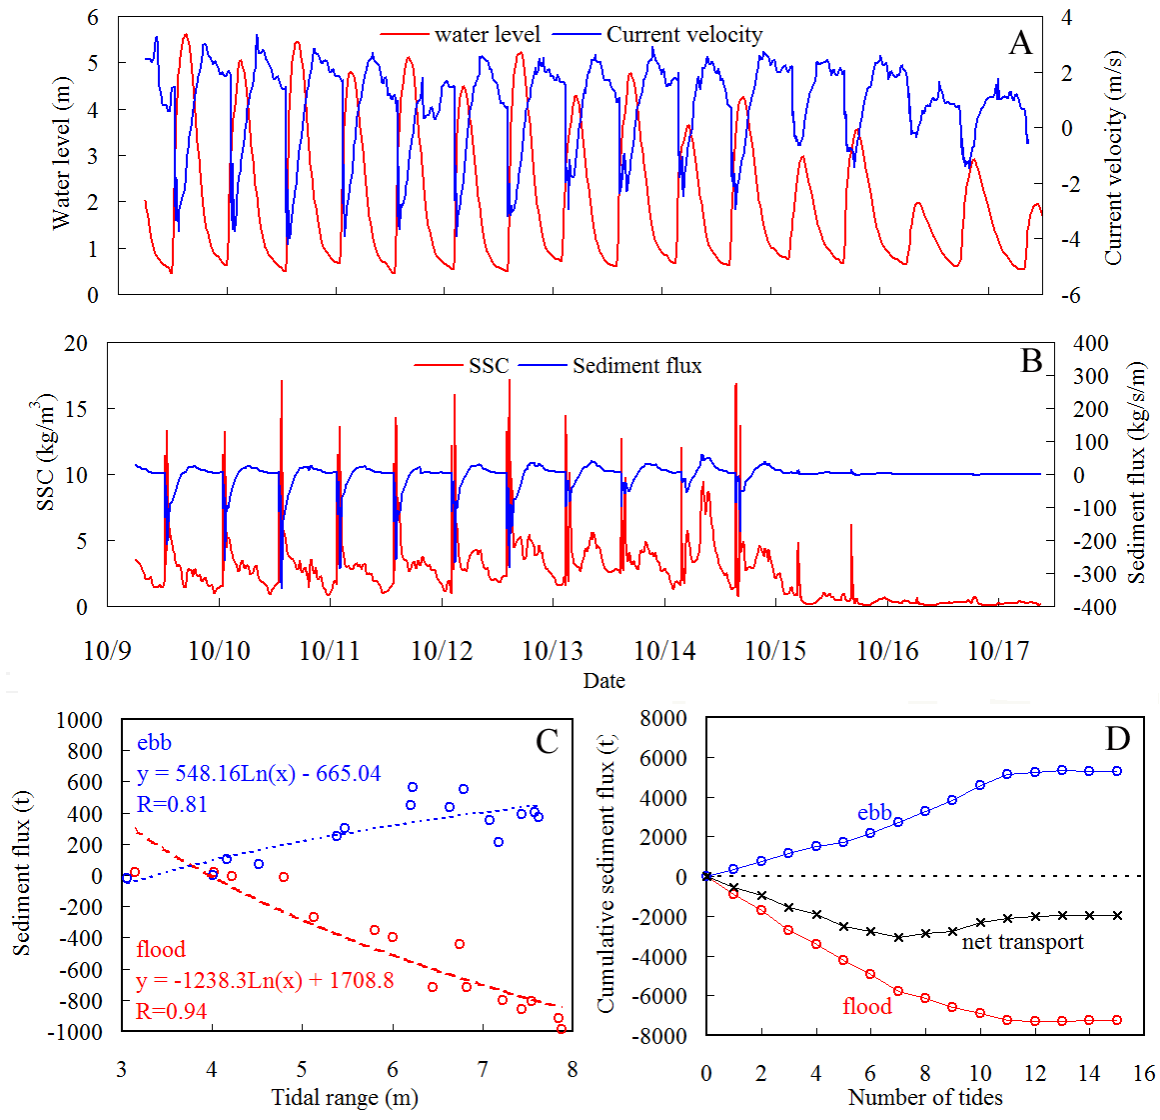 water level
Current velocity
A
Water level (m)
6
5
4
3
2
1
0
Current velocity (m/s)
4
2
0
-2
-4
-6
SSC
Sediment flux
B
SSC (kg/m3)
20
15
10
5
0
Sediment flux (kg/s/m)
400
300
200
100
0
-100
-200
-300
-400
10/9 10/10 10/11 10/12 10/13 10/14 10/15 10/16 10/17
Date
C
Sediment flux (t)
1000
800
600
400
200
0
-200
-400
-600
-800
-1000
ebb
y = 548.16Ln(x) - 665.04
R=0.81
flood
y = -1238.3Ln(x) + 1708.8
R=0.94
3 4 5 6 7 8
Tidal range (m)
D
Cumulative sediment flux (t)
8000
6000
4000
2000
0
-2000
-4000
-6000
-8000
ebb
net transport
flood
0 2 4 6 8 10 12 14 16
Number of tides